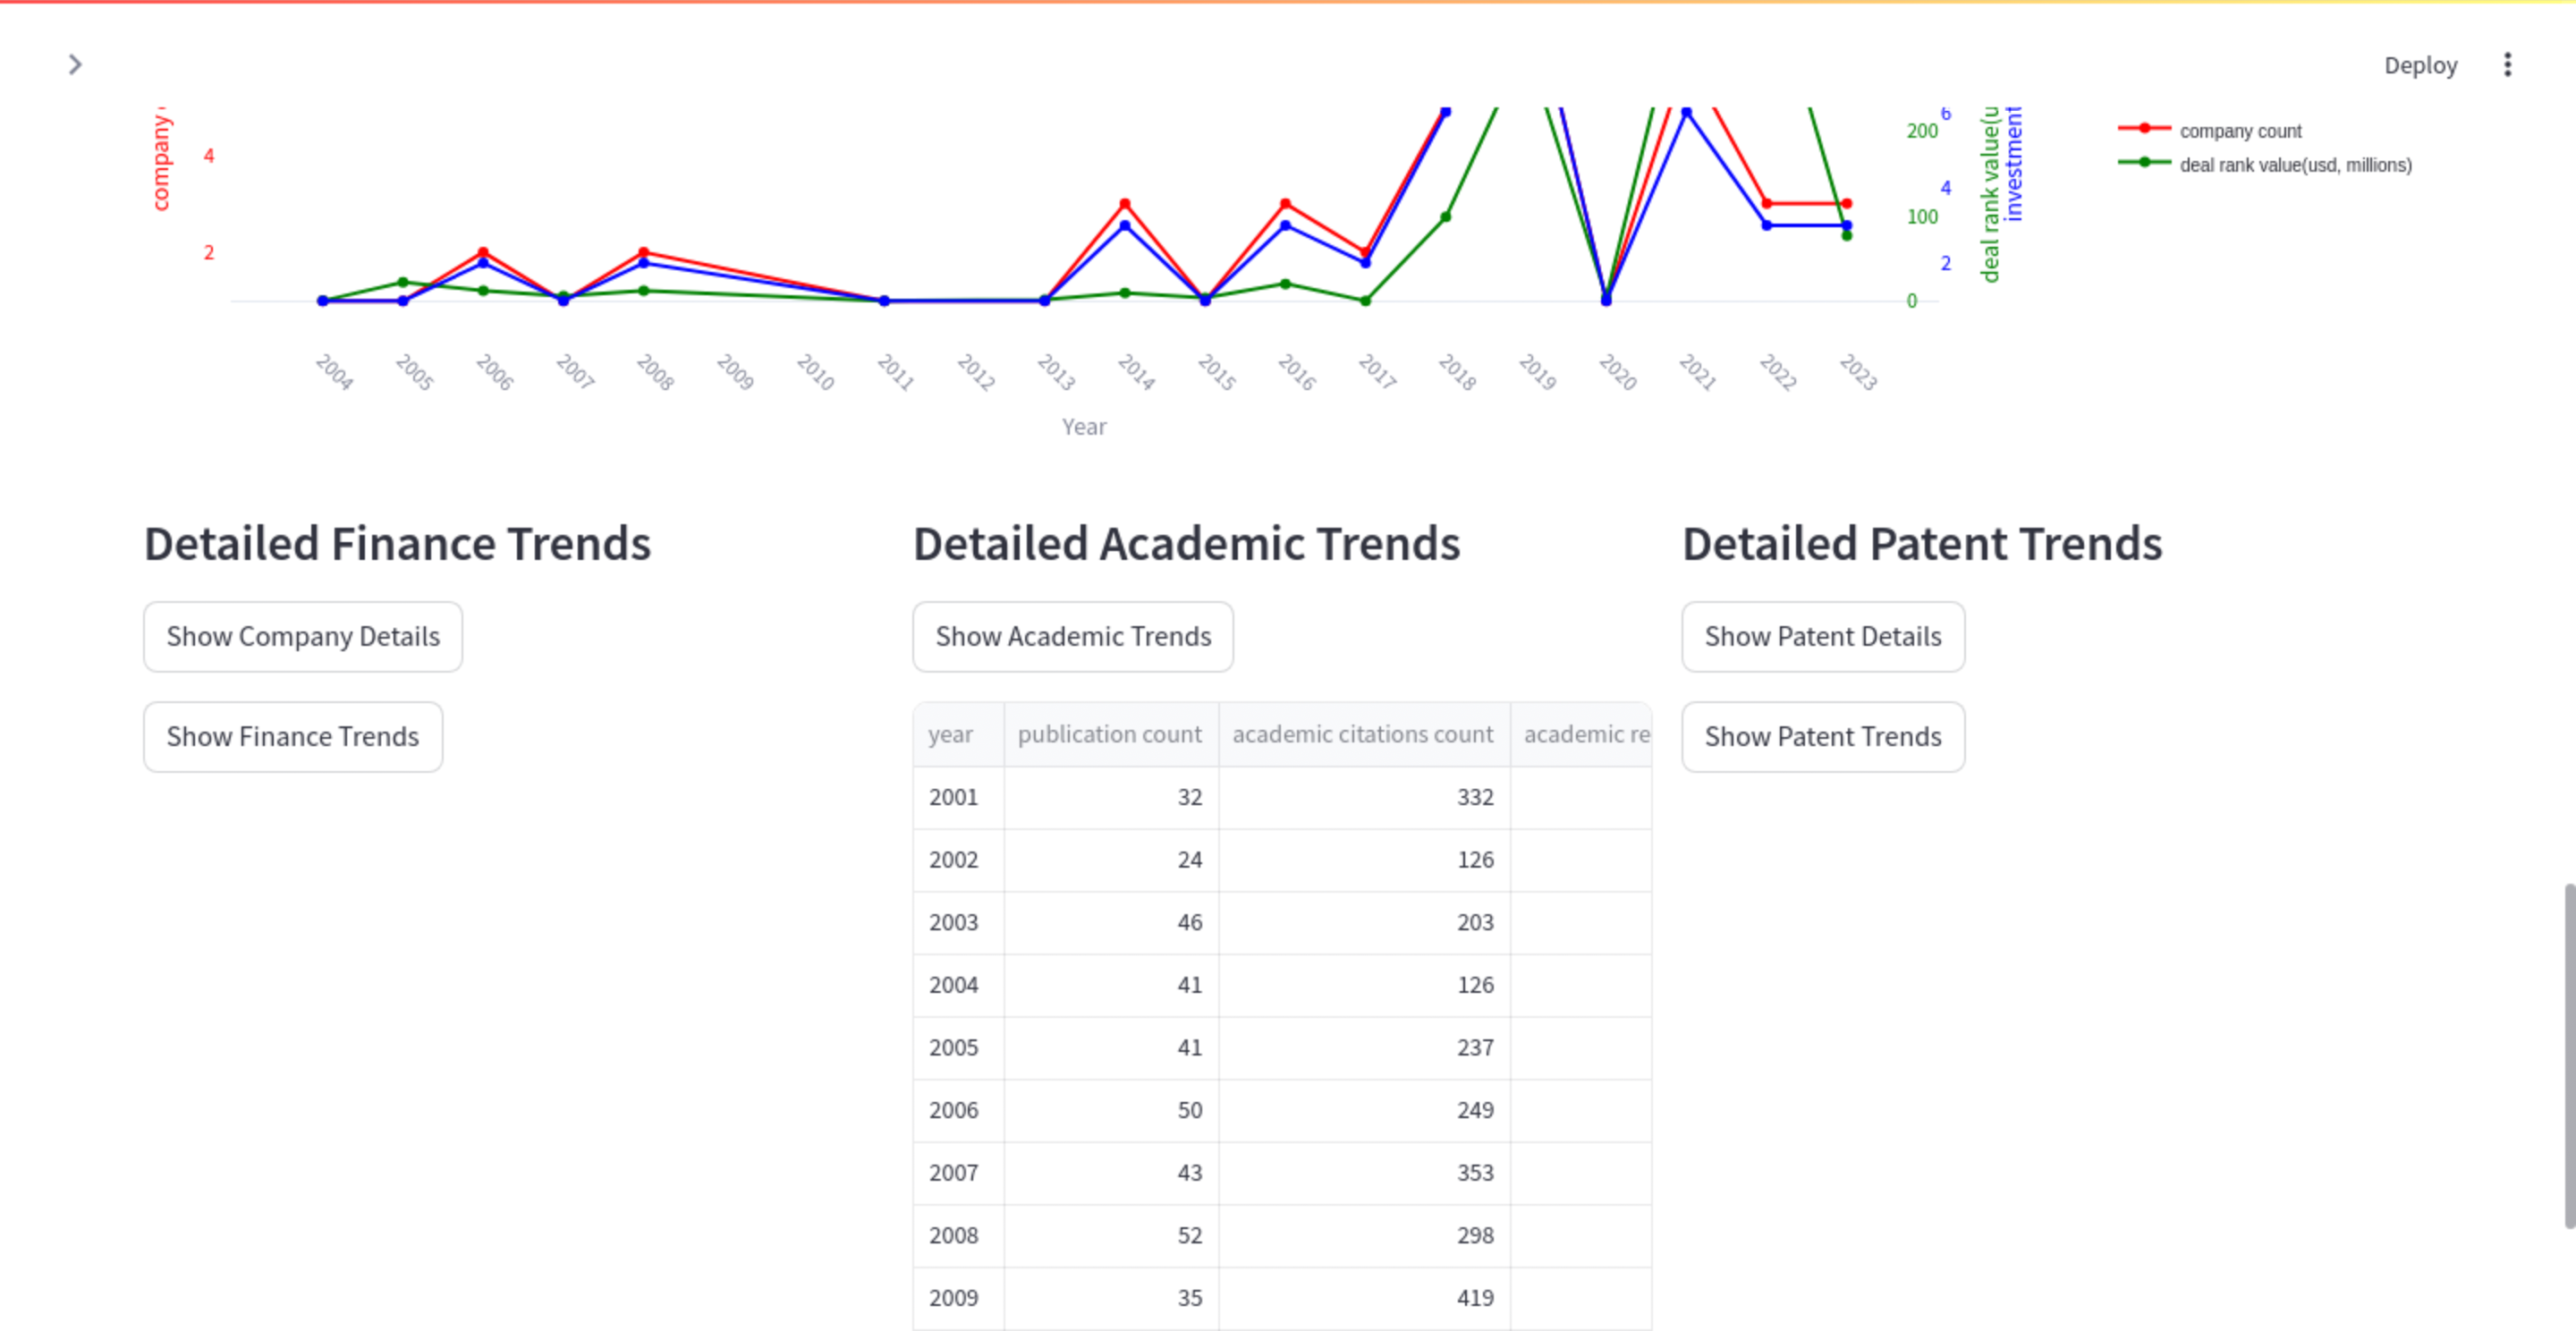 Deploy
company
4
2
6
200
4
100
2
0
deal rank value(u
investment
company count
deal rank value(usd, millions)
2004 2005 2006 2007 2008 2009 2010 2011 2012 2013 2014 2015 2016 2017 2018 2019 2020 2021 2022 2023
Year
Detailed Finance Trends
Show Company Details
Show Finance Trends
Detailed Academic Trends
Show Academic Trends
year publication count academic citations count academic re
2001 32 332
2002 24 126
2003 46 203
2004 41 126
2005 41 237
2006 50 249
2007 43 353
2008 52 298
2009 35 419
Detailed Patent Trends
Show Patent Details
Show Patent Trends